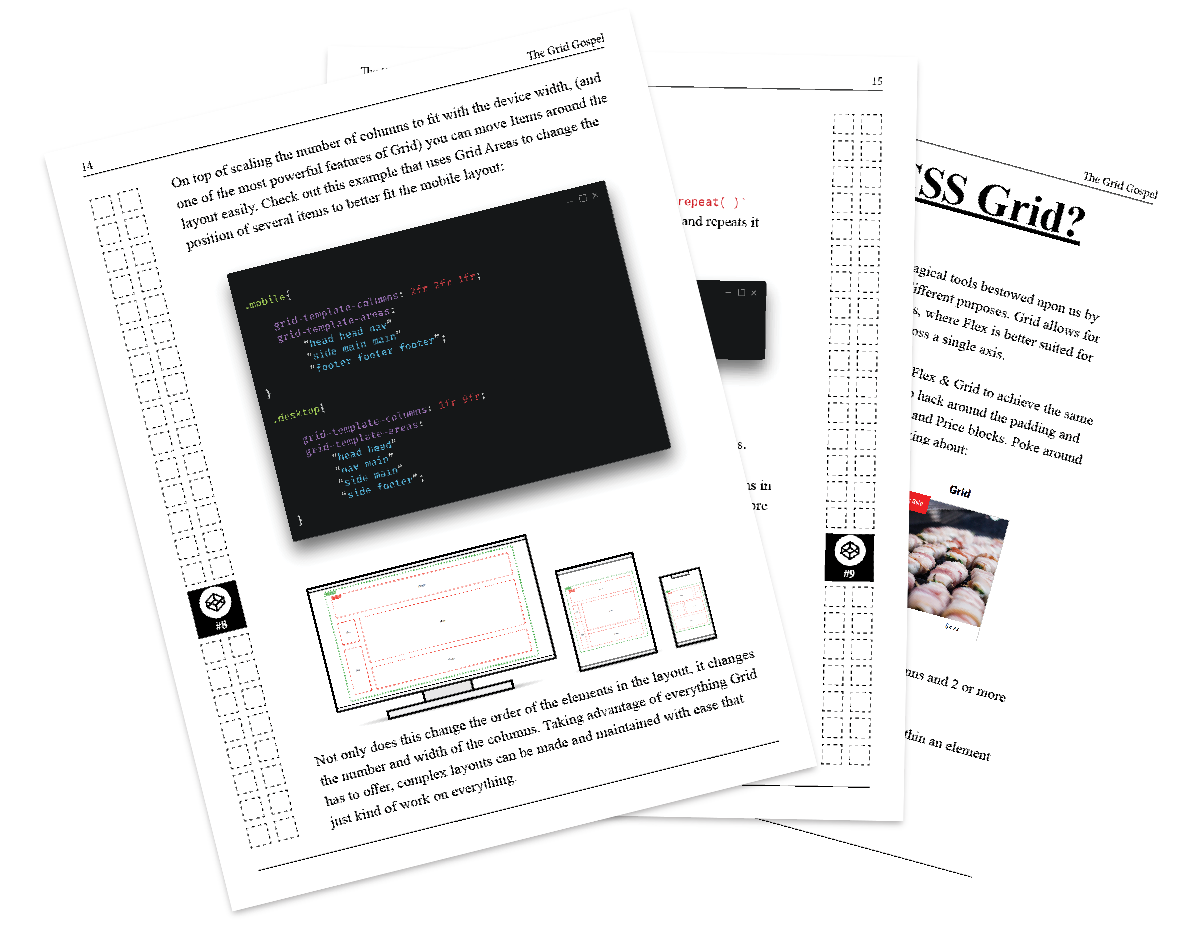 The Grid Gospel
14
On top of scaling the number of columns to fit with the device width, (and
one of the most powerful features of Grid) you can move Items around the
layout easily. Check out this example that uses Grid Areas to change the
position of several items to better fit the mobile layout:
.mobile{
grid-template-columns: 2fr 2fr 1fr;
grid-template-areas:
"head head nav"
"side main main"
"footer footer footer";
}
.desktop{
grid-template-columns: 1fr 9fr;
grid-template-areas:
"head head"
"nav main"
"side main"
"side footer";
}
#8
Not only does this change the order of the elements in the layout, it changes
the number and width of the columns. Taking advantage of everything Grid
has to offer, complex layouts can be made and maintained with ease that
just kind of work on everything.
15
repeat( )`
and repeats it
s.
ns in
ore
#9
The Grid Gospel
SS Grid?
agical tools bestowed upon us by
ifferent purposes. Grid allows for
s, where Flex is better suited for
oss a single axis.
Flex & Grid to achieve the same
hack around the padding and
and Price blocks. Poke around
ing about:
Grid
mns and 2 or more
thin an element